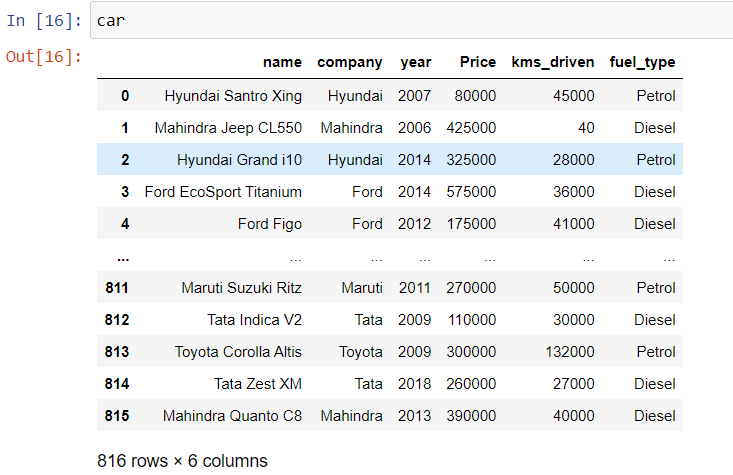 In [16]: car
Out[16]:
name company year Price kms_driven fuel_type
0 Hyundai Santro Xing Hyundai 2007 80000 45000 Petrol
1 Mahindra Jeep CL550 Mahindra 2006 425000 40 Diesel
2 Hyundai Grand i10 Hyundai 2014 325000 28000 Petrol
3 Ford EcoSport Titanium Ford 2014 575000 36000 Diesel
4 Ford Figo Ford 2012 175000 41000 Diesel
... ... ... ... ... ... ...
811 Maruti Suzuki Ritz Maruti 2011 270000 50000 Petrol
812 Tata Indica V2 Tata 2009 110000 30000 Diesel
813 Toyota Corolla Altis Toyota 2009 300000 132000 Petrol
814 Tata Zest XM Tata 2018 260000 27000 Diesel
815 Mahindra Quanto C8 Mahindra 2013 390000 40000 Diesel
816 rows × 6 columns